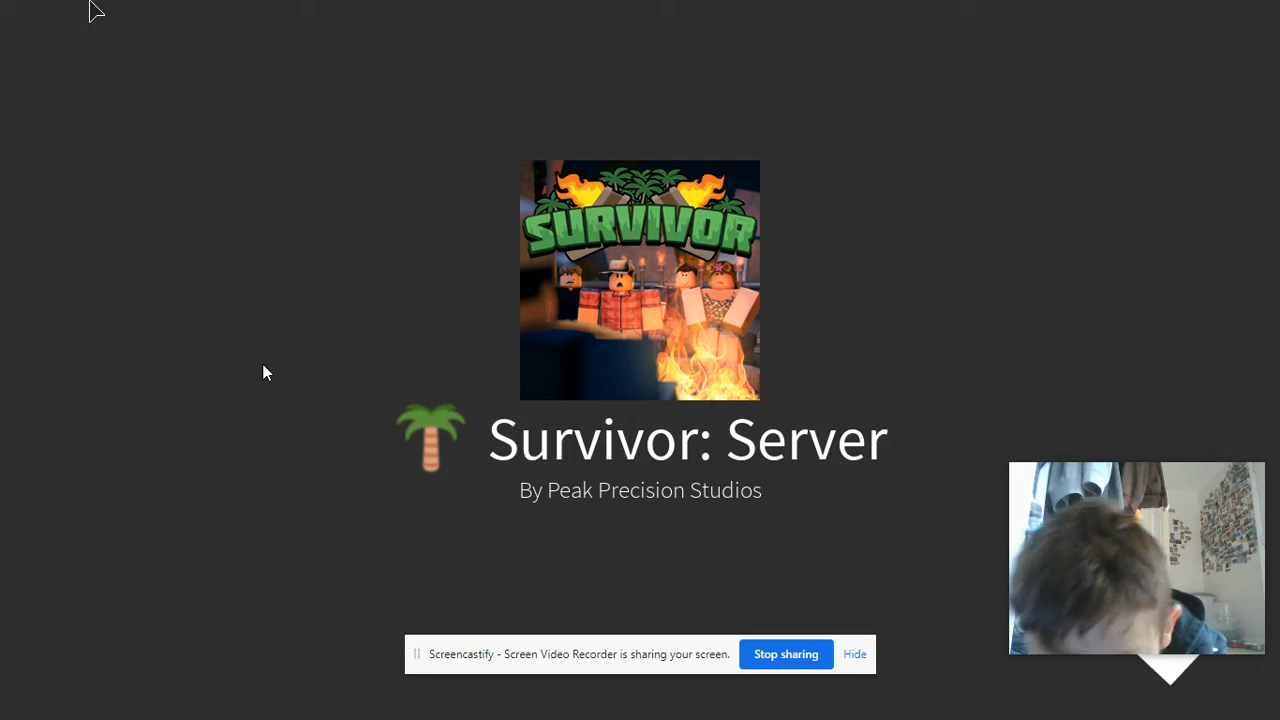 SURVIVOR
🌴 Survivor: Server
By Peak Precision Studios
Screencastify - Screen Video Recorder is sharing your screen. Stop sharing Hide